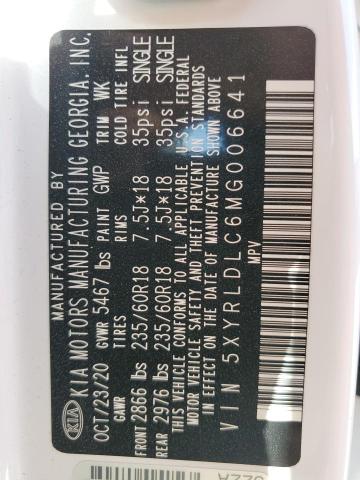 MANUFACTURED BY
KIA KIA MOTORS MANUFACTURING GEORGIA, INC.
OCT/23/20 GVWR 5467 lbs PAINT GWP TRIM WK
GAWR TIRES RIMS COLD TIRE INFL
FRONT 2866 lbs 235/60R18 7.5J*18 35psi SINGLE
REAR 2976 lbs 235/60R18 7.5J*18 35psi SINGLE
THIS VEHICLE CONFORMS TO ALL APPLICABLE U.S.A. FEDERAL
MOTOR VEHICLE SAFETY AND THEFT PREVENTION STANDARDS
IN EFFECT ON THE DATE OF MANUFACTURE SHOWN ABOVE
VIN 5XYRLDLC6MG006641
MPV